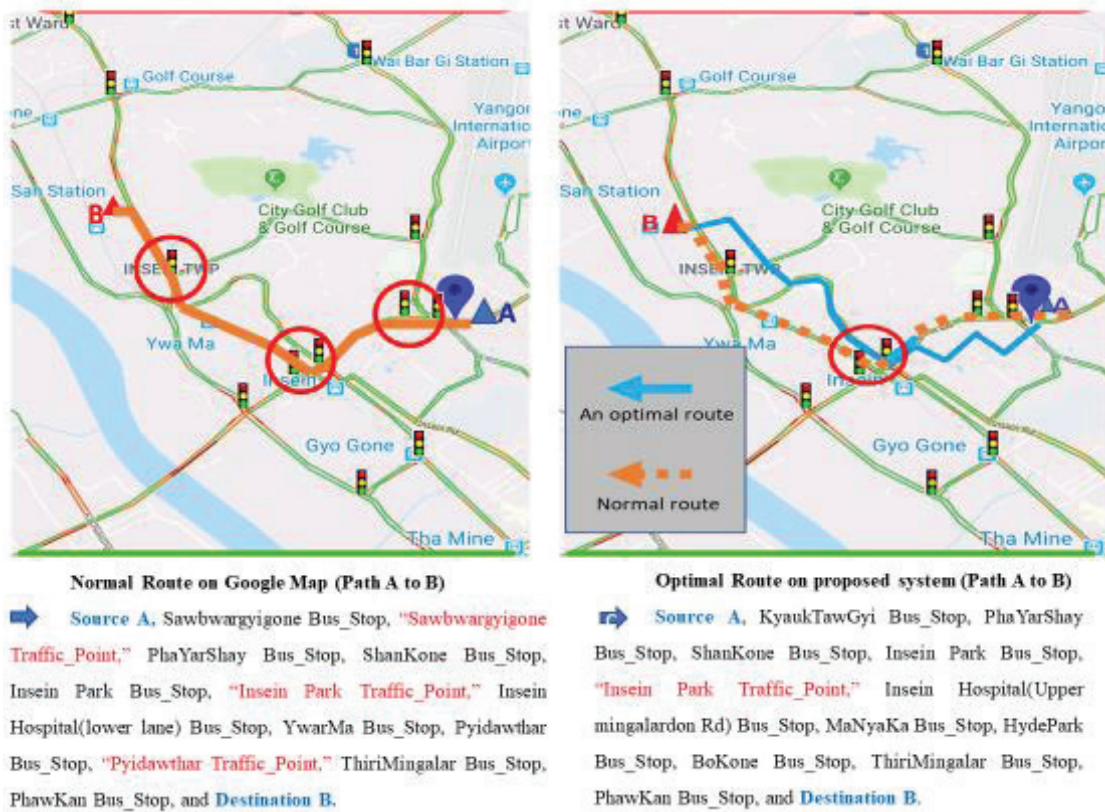 st Ward
Wai Bar Gi Station
Golf Course
Yangon
Internatio
Airport
ne
San Station
B
City Golf Club
& Golf Course
INSEIN TWP
A
Ywa Ma
Insein
Gyo Gone
Tha Mine
st Ward
Wai Bar Gi Station
Golf Course
Yangor
Internatic
Airpor
one
San Station
B
City Golf Club
& Golf Course
INSEIN TWP
A
Ywa Ma
Insein
An optimal route
Gyo Gone
Normal route
Tha Mine
Normal Route on Google Map (Path A to B)
Source A, Sawbwargyigone Bus_Stop, “Sawbwargyigone
Traffic_Point,” PhaYarShay Bus_Stop, ShanKone Bus_Stop,
Insein Park Bus_Stop, “Insein Park Traffic_Point,” Insein
Hospital(lower lane) Bus_Stop, YwarMa Bus_Stop, Pyidawthar
Bus_Stop, “Pyidawthar Traffic_Point,” ThiriMingalar Bus_Stop,
PhawKan Bus_Stop, and Destination B.
Optimal Route on proposed system (Path A to B)
Source A, KyaukTawGyi Bus_Stop, PhaYarShay
Bus_Stop, ShanKone Bus_Stop, Insein Park Bus_Stop,
“Insein Park Traffic_Point,” Insein Hospital(Upper
mingalardon Rd) Bus_Stop, MaNyaKa Bus_Stop, HydePark
Bus_Stop, BoKone Bus_Stop, ThiriMingalar Bus_Stop,
PhawKan Bus_Stop, and Destination B.